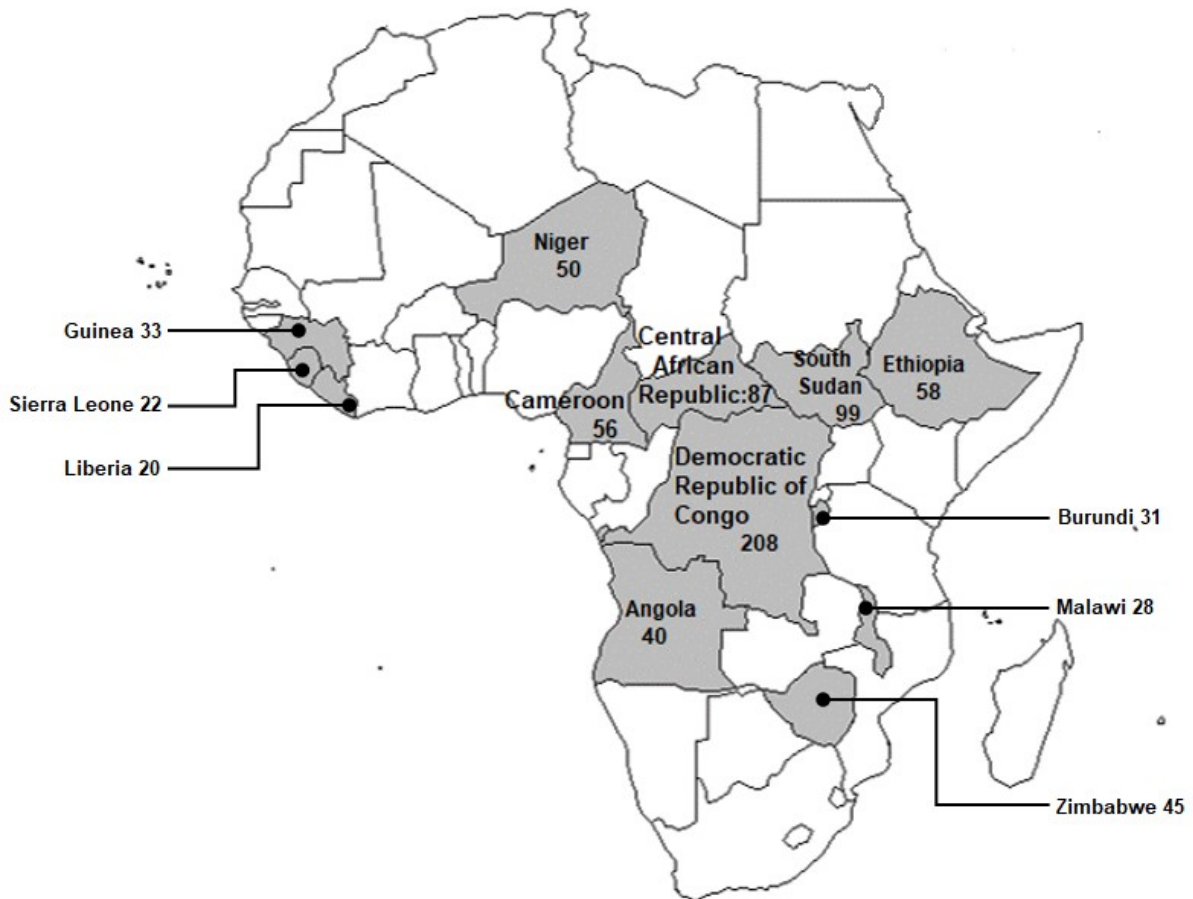 Niger
50
Guinea 33
Central
African
Republic:87
South
Sudan
99
Ethiopia
58
Sierra Leone 22
Cameroon
56
Liberia 20
Democratic
Republic of
Congo
208
Burundi 31
Angola
40
Malawi 28
Zimbabwe 45